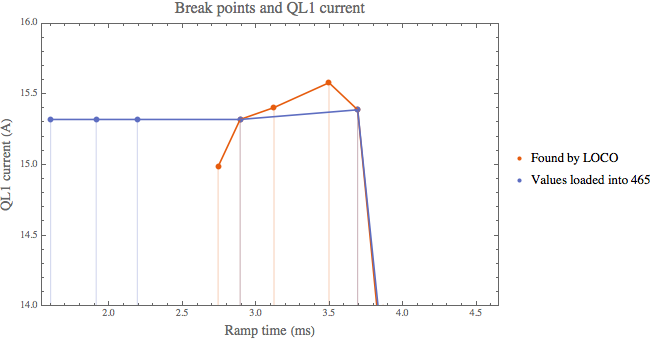 Break points and QL1 current
16.0
15.5
15.0
14.5
14.0
QL1 current (A)
2.0 2.5 3.0 3.5 4.0 4.5
Ramp time (ms)
Found by LOCO
Values loaded into 465